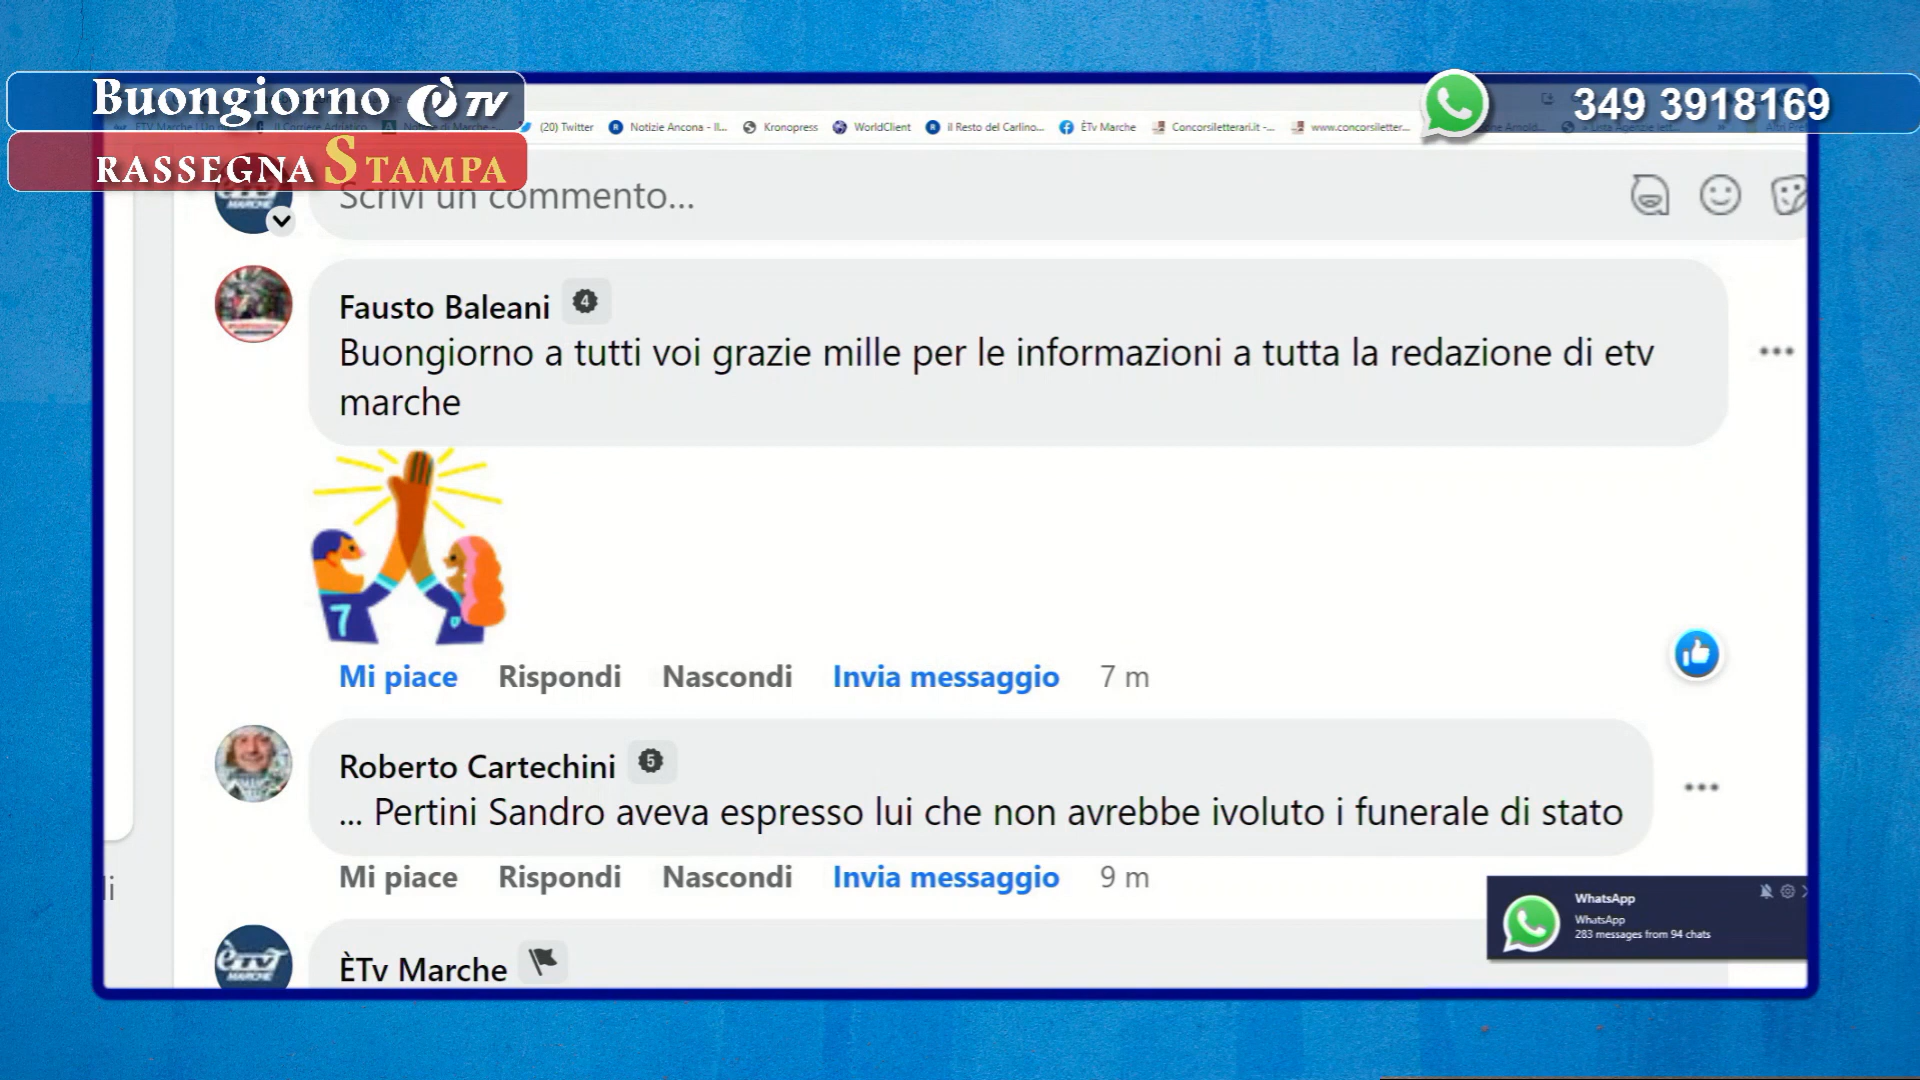 Buongiorno è TV
RASSEGNA STAMPA
349 3918169
(20) Twitter
Notizie Ancona - Il...
Kronopress
WorldClient
il Resto del Carlino...
ÈTv Marche
Concorsiletterari.it -...
www.concorsiletter...
Scrivi un commento...
Fausto Baleani 4
Buongiorno a tutti voi grazie mille per le informazioni a tutta la redazione di etv
marche
7
Mi piace Rispondi Nascondi Invia messaggio 7 m
Roberto Cartechini 5
... Pertini Sandro aveva espresso lui che non avrebbe ivoluto i funerale di stato
Mi piace Rispondi Nascondi Invia messaggio 9 m
WhatsApp
WhatsApp
283 messages from 94 chats
èTV
MARCHE
ÈTv Marche